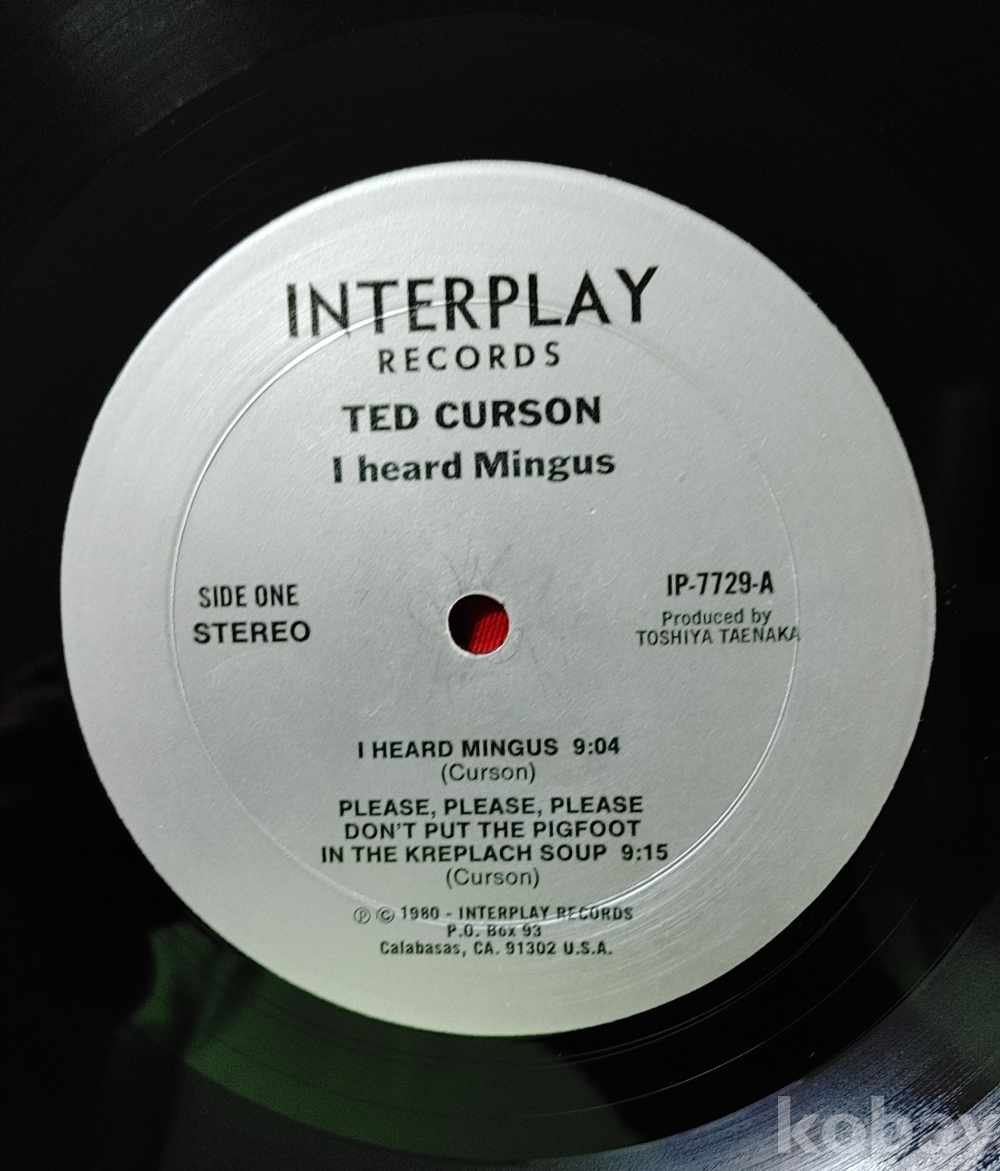 INTERPLAY
RECORDS
TED CURSON
I heard Mingus
SIDE ONE
STEREO
IP-7729-A
Produced by
TOSHIYA TAENAKA
I HEARD MINGUS 9:04
(Curson)
PLEASE, PLEASE, PLEASE
DON'T PUT THE PIGFOOT
IN THE KREPLACH SOUP 9:15
(Curson)
Ⓟ © 1980 - INTERPLAY RECORDS
P.O. Box 93
Calabasas, CA. 91302 U.S.A.